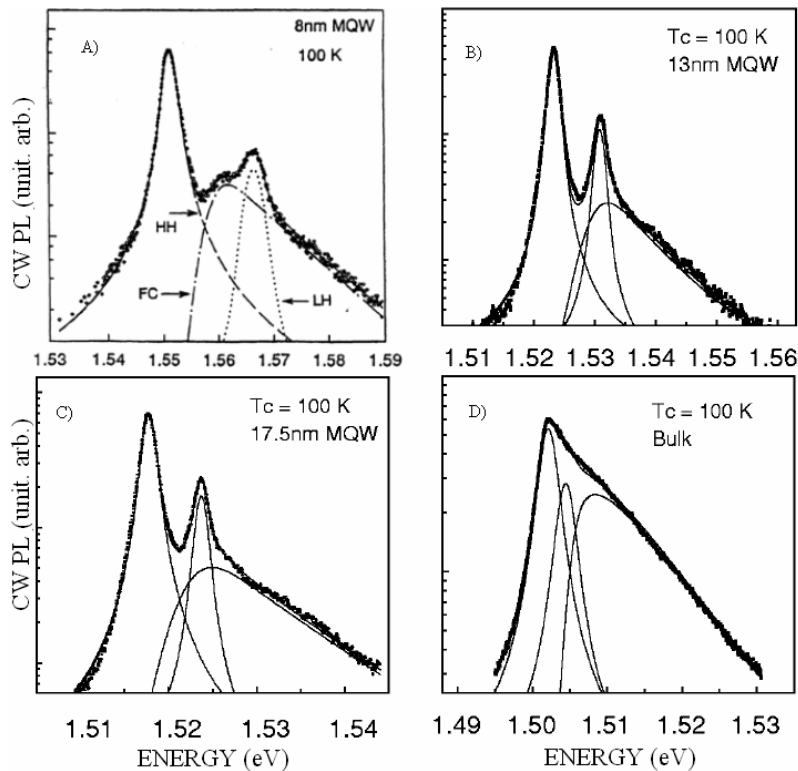 A)
8nm MQW
100 K
HH
FC
LH
CW PL (unit. arb.)
1.53 1.54 1.55 1.56 1.57 1.58 1.59
B)
Tc = 100 K
13nm MQW
1.51 1.52 1.53 1.54 1.55 1.56
C)
Tc = 100 K
17.5nm MQW
CW PL (unit. arb.)
1.51 1.52 1.53 1.54
ENERGY (eV)
D)
Tc = 100 K
Bulk
1.49 1.50 1.51 1.52 1.53
ENERGY (eV)